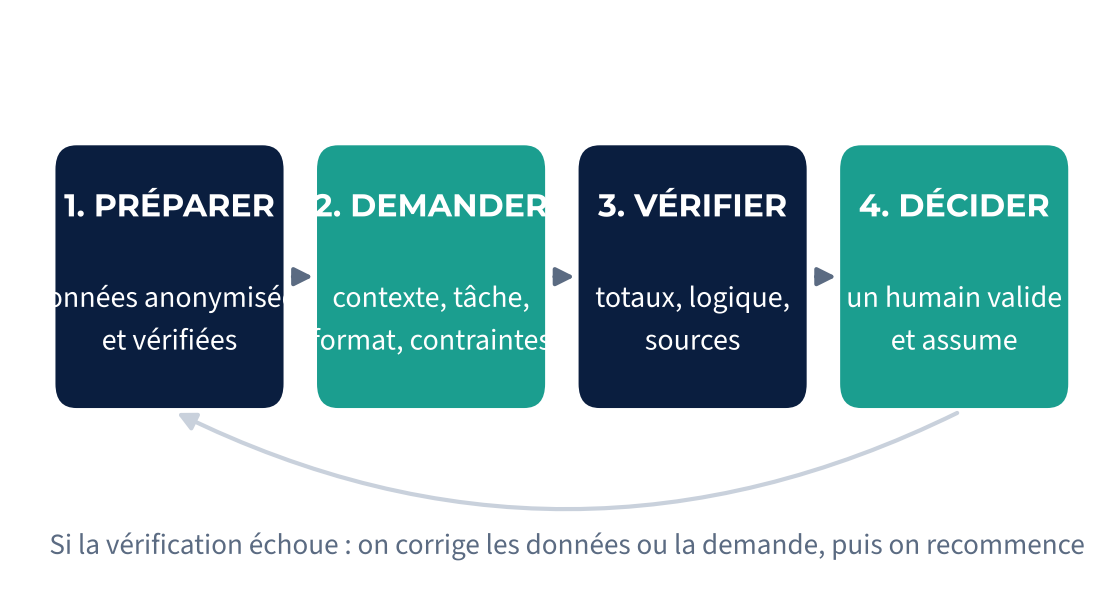 1. PRÉPARER
onnées anonymisé
et vérifiées
2. DEMANDER
contexte, tâche,
format, contraintes
3. VÉRIFIER
totaux, logique,
sources
4. DÉCIDER
un humain valide
et assume
Si la vérification échoue : on corrige les données ou la demande, puis on recommence